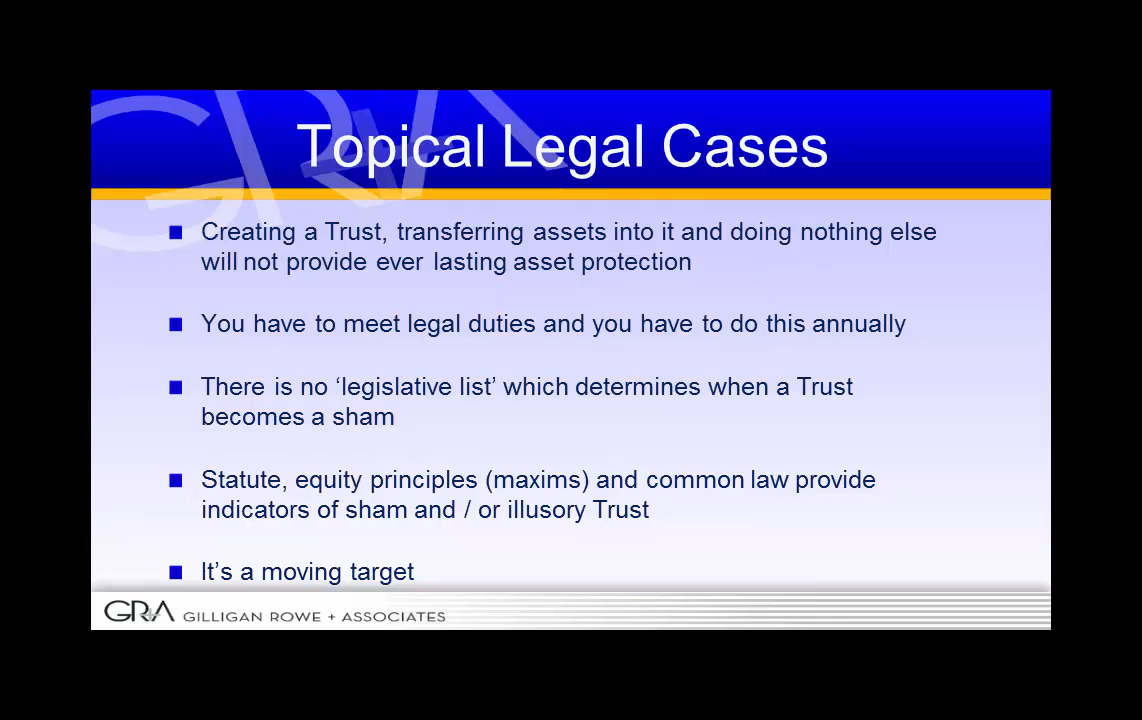 Topical Legal Cases
Creating a Trust, transferring assets into it and doing nothing else
will not provide ever lasting asset protection
You have to meet legal duties and you have to do this annually
There is no ‘legislative list’ which determines when a Trust
becomes a sham
Statute, equity principles (maxims) and common law provide
indicators of sham and / or illusory Trust
It’s a moving target
GRA GILLIGAN ROWE + ASSOCIATES